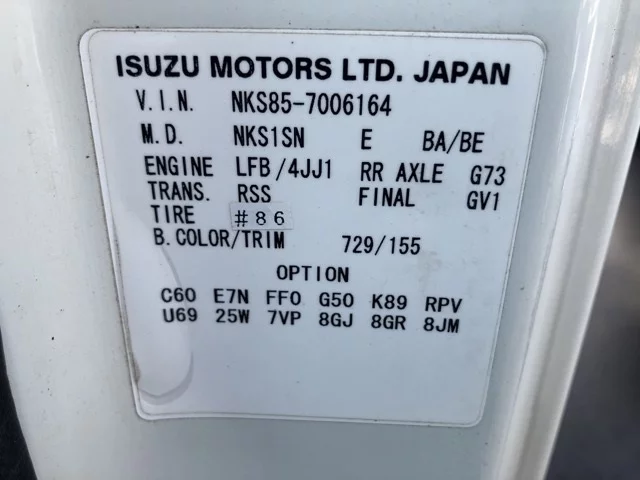 ISUZU MOTORS LTD. JAPAN
V.I.N. NKS85-7006164
M.D. NKS1SN E BA/BE
ENGINE LFB/4JJ1 RR AXLE G73
TRANS. RSS FINAL GV1
TIRE #86
B.COLOR/TRIM 729/155
OPTION
C60 E7N FF0 G50 K89 RPV
U69 25W 7VP 8GJ 8GR 8JM